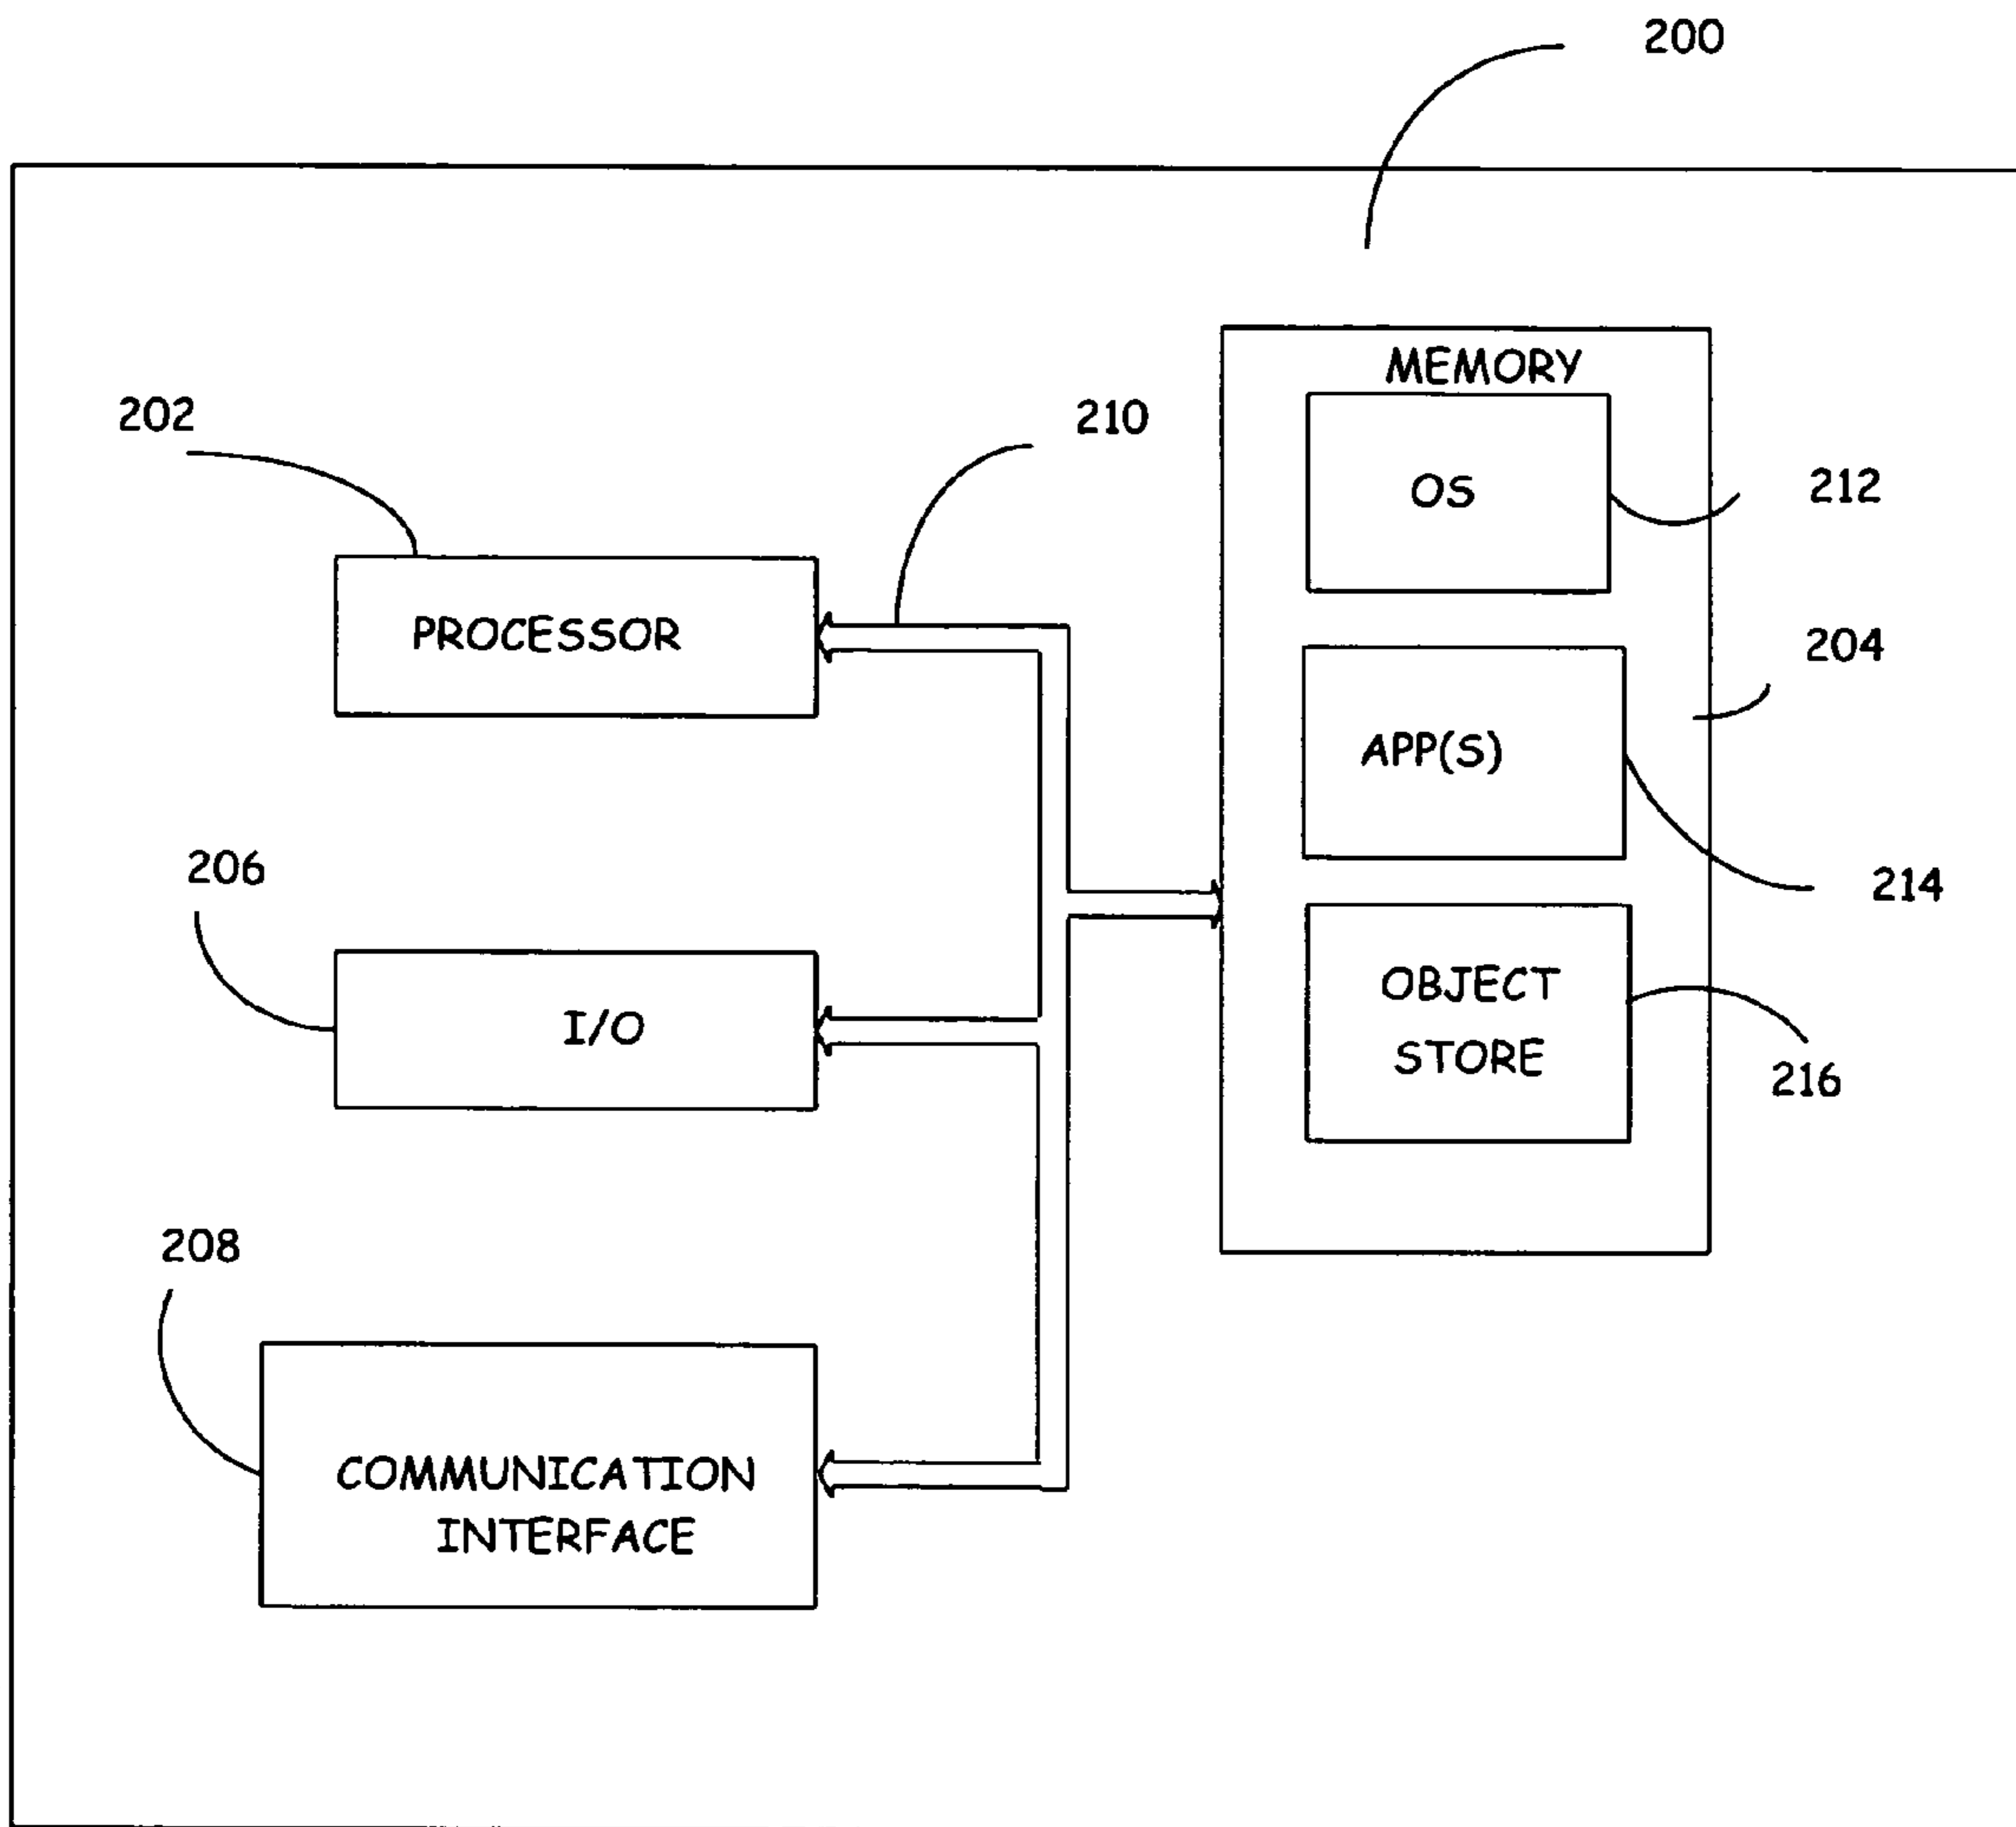 200
MEMORY
202
210
OS
212
PROCESSOR
204
APP(S)
206
214
I/O
OBJECT
STORE
216
208
COMMUNICATION
INTERFACE